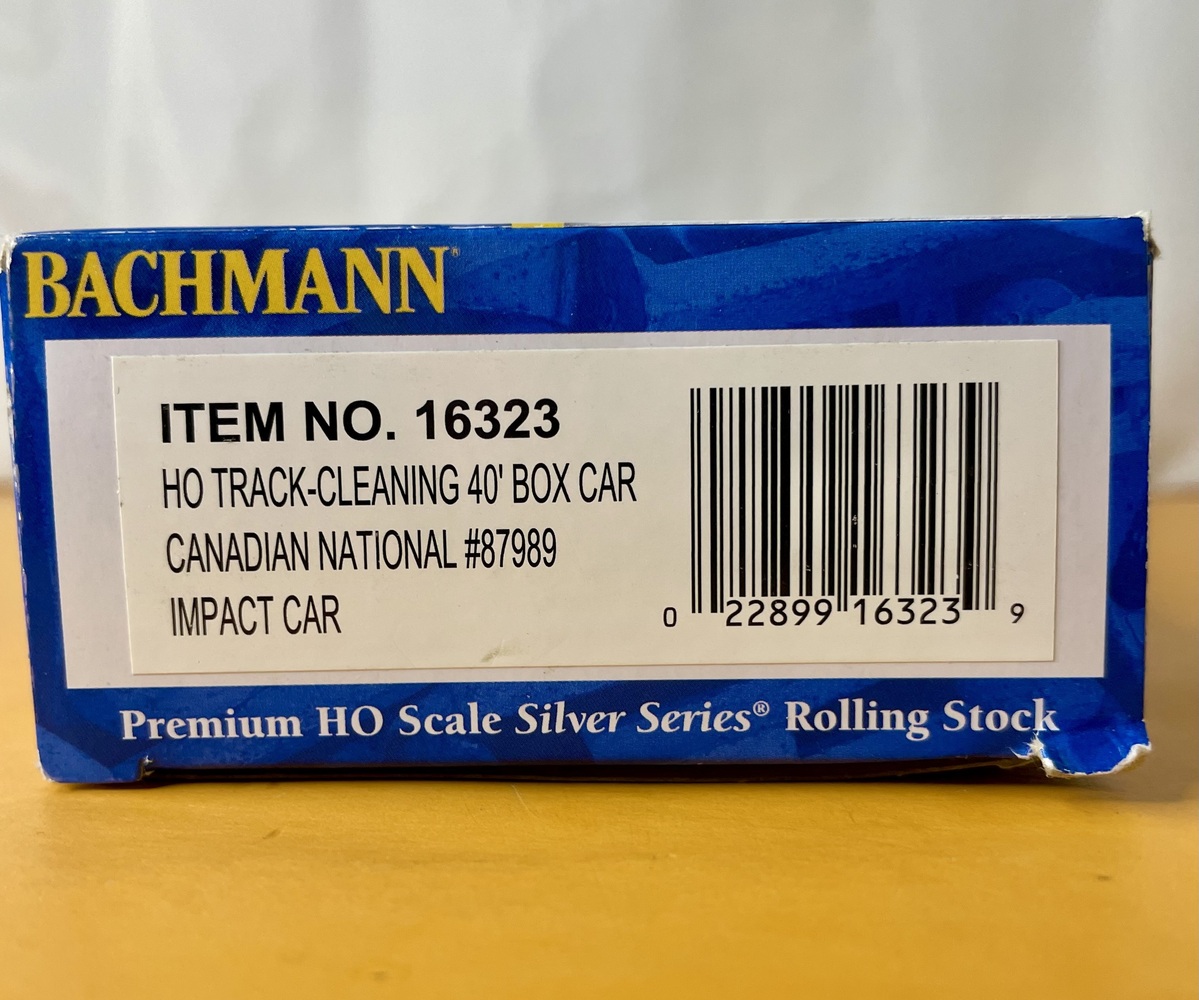 BACHMANN®
ITEM NO. 16323
HO TRACK-CLEANING 40' BOX CAR
CANADIAN NATIONAL #87989
IMPACT CAR
0 22899 16323 9
Premium HO Scale Silver Series® Rolling Stock